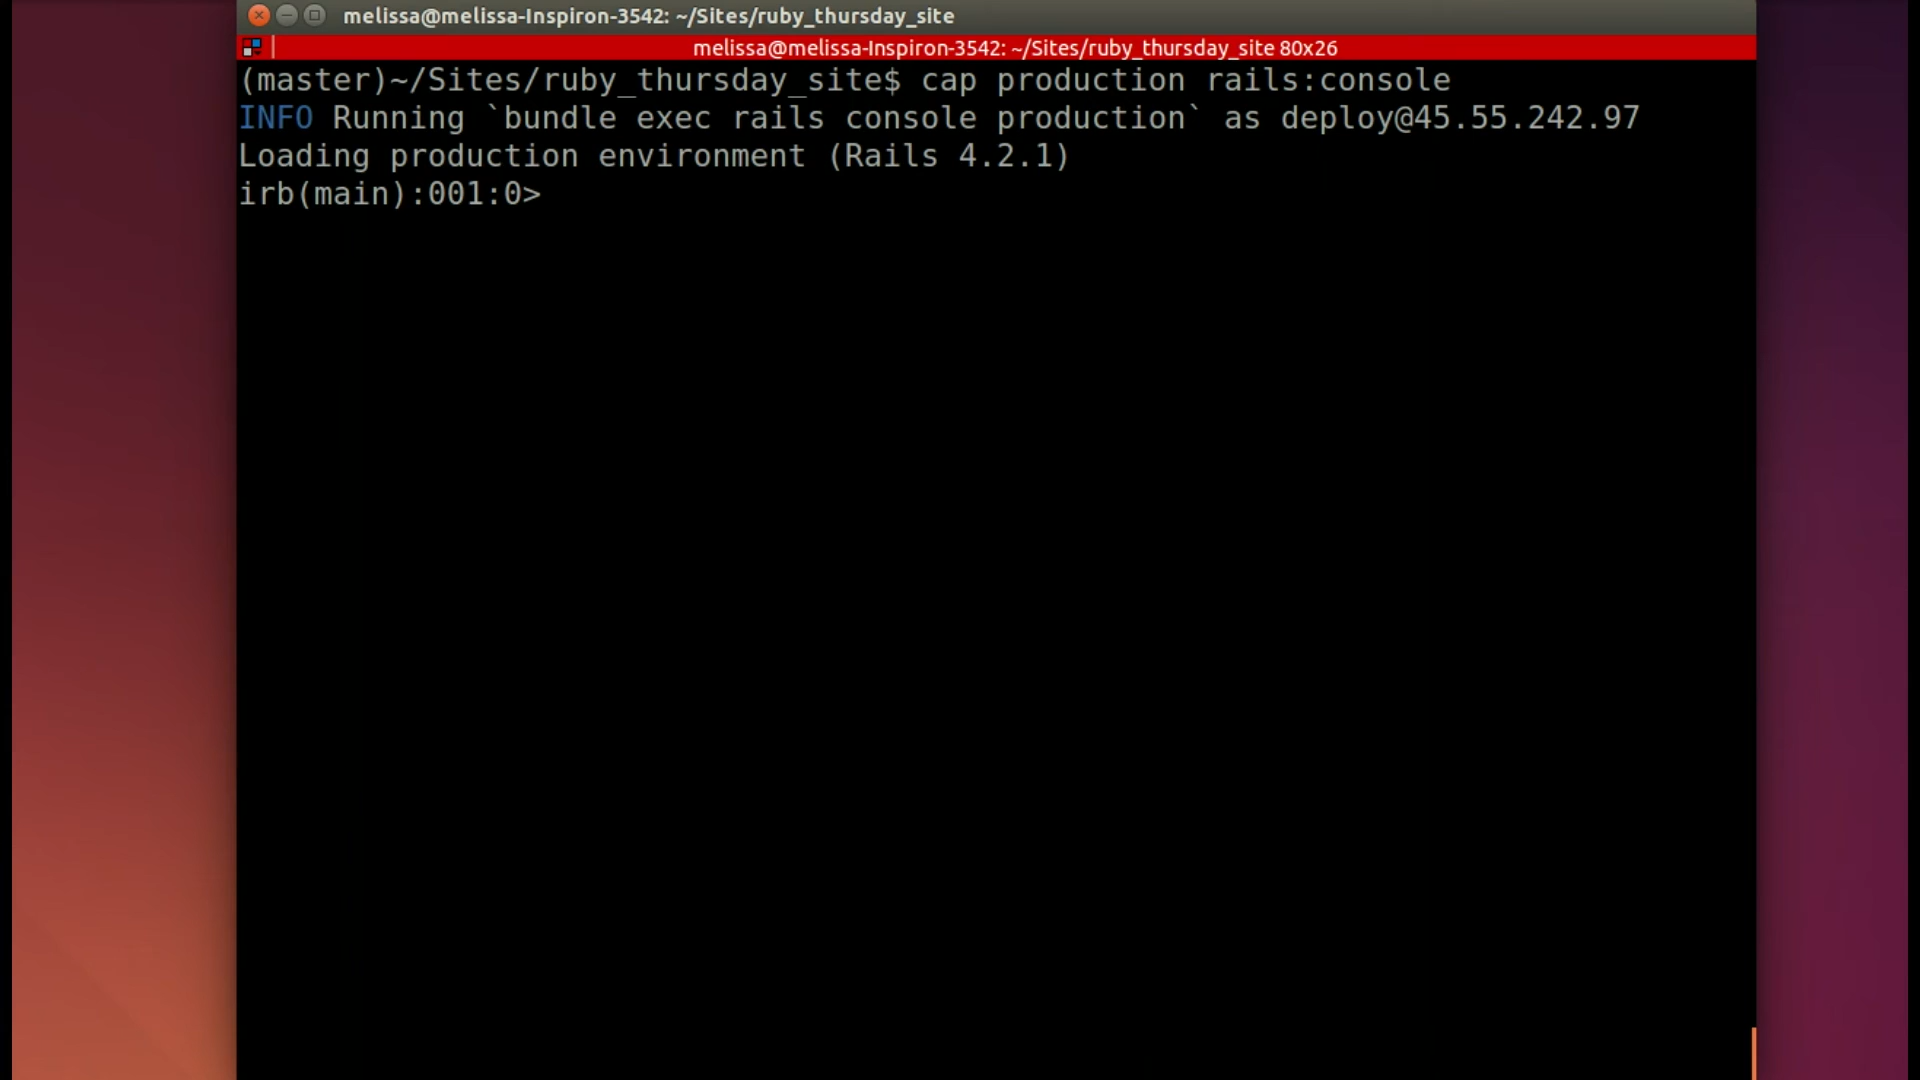 melissa@melissa-Inspiron-3542: ~/Sites/ruby_thursday_site
melissa@melissa-Inspiron-3542: ~/Sites/ruby_thursday_site 80x26
(master)~/Sites/ruby_thursday_site$ cap production rails:console
INFO Running `bundle exec rails console production` as deploy@45.55.242.97
Loading production environment (Rails 4.2.1)
irb(main):001:0>